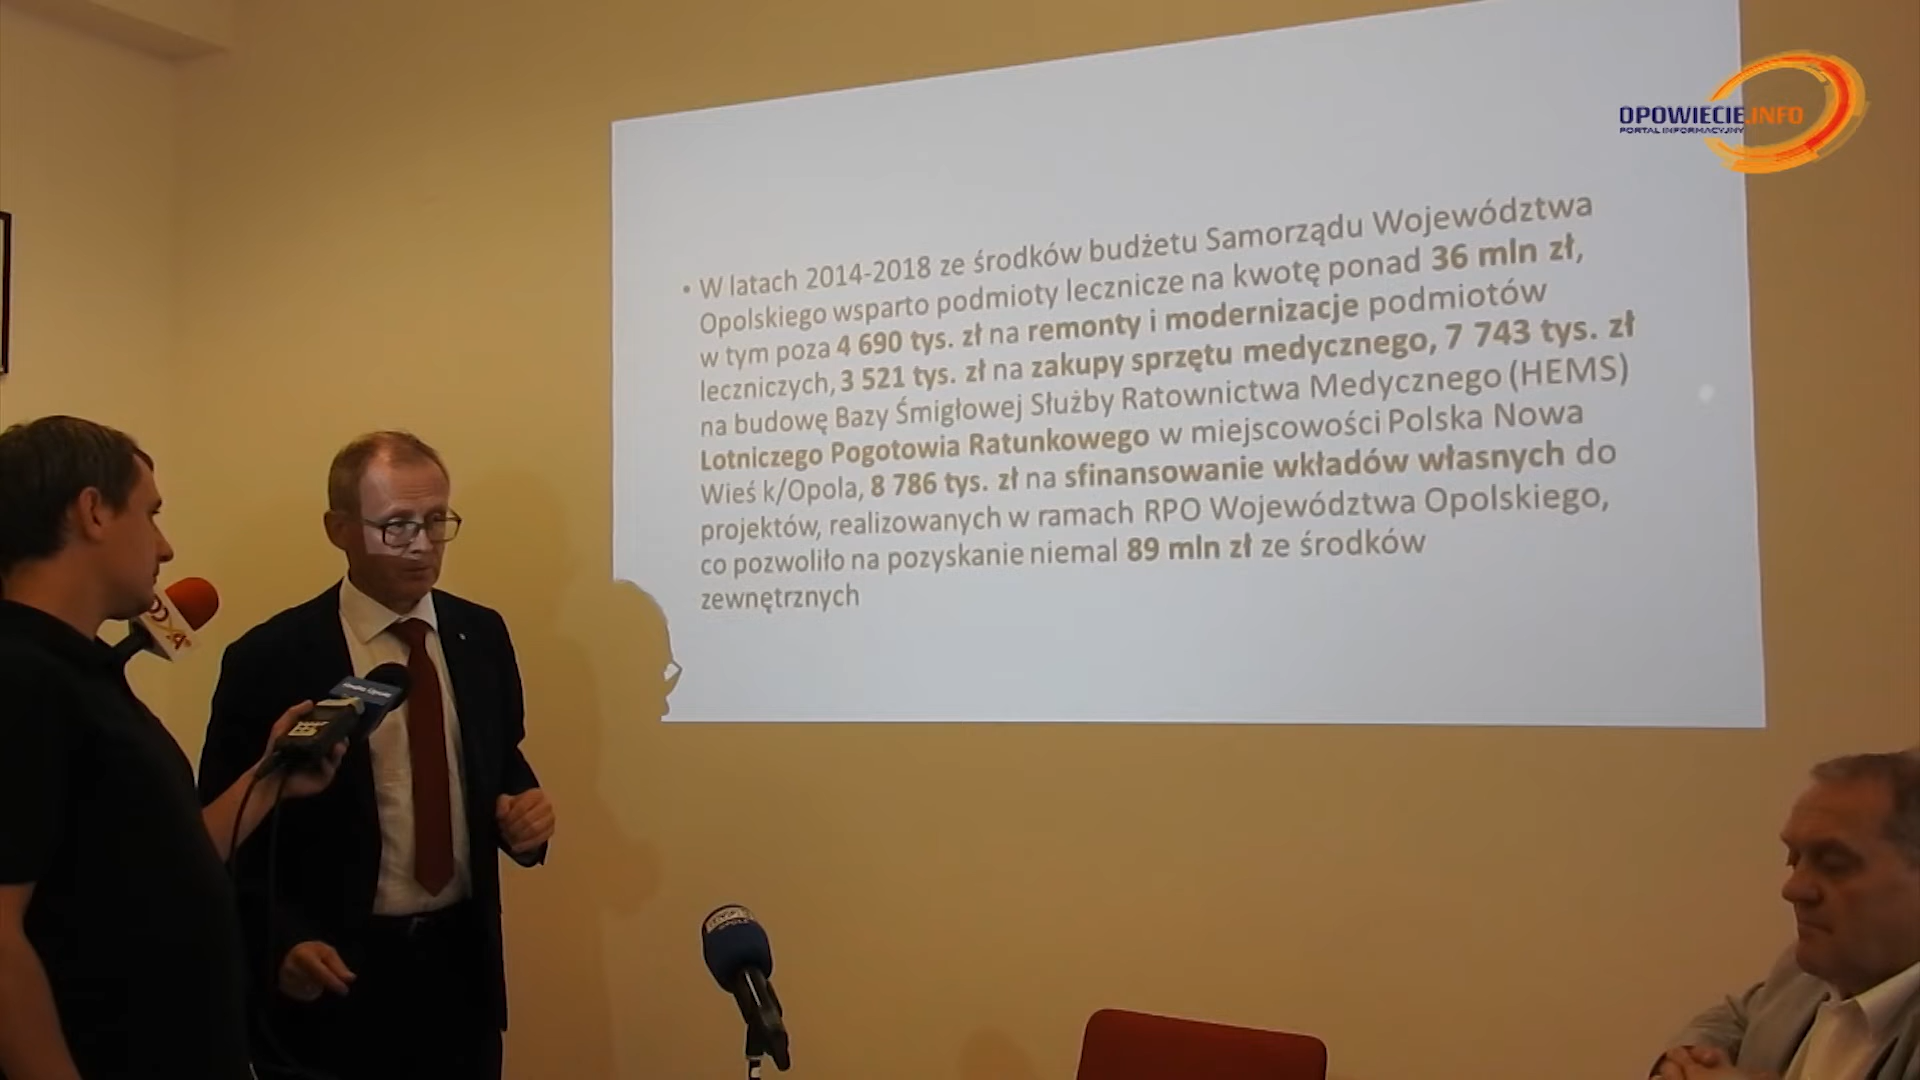 OPOWIECIE.INFO
PORTAL INFORMACYJNY
• W latach 2014-2018 ze środków budżetu Samorządu Województwa
Opolskiego wsparto podmioty lecznicze na kwotę ponad 36 mln zł,
w tym poza 4 690 tys. zł na remonty i modernizacje podmiotów
leczniczych, 3 521 tys. zł na zakupy sprzętu medycznego, 7 743 tys. zł
na budowę Bazy Śmigłowej Służby Ratownictwa Medycznego (HEMS)
Lotniczego Pogotowia Ratunkowego w miejscowości Polska Nowa
Wieś k/Opola, 8 786 tys. zł na sfinansowanie wkładów własnych do
projektów, realizowanych w ramach RPO Województwa Opolskiego,
co pozwoliło na pozyskanie niemal 89 mln zł ze środków
zewnętrznych